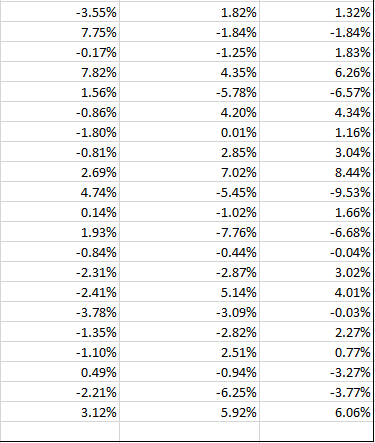 -3.55% 1.82% 1.32%
7.75% -1.84% -1.84%
-0.17% -1.25% 1.83%
7.82% 4.35% 6.26%
1.56% -5.78% -6.57%
-0.86% 4.20% 4.34%
-1.80% 0.01% 1.16%
-0.81% 2.85% 3.04%
2.69% 7.02% 8.44%
4.74% -5.45% -9.53%
0.14% -1.02% 1.66%
1.93% -7.76% -6.68%
-0.84% -0.44% -0.04%
-2.31% -2.87% 3.02%
-2.41% 5.14% 4.01%
-3.78% -3.09% -0.03%
-1.35% -2.82% 2.27%
-1.10% 2.51% 0.77%
0.49% -0.94% -3.27%
-2.21% -6.25% -3.77%
3.12% 5.92% 6.06%